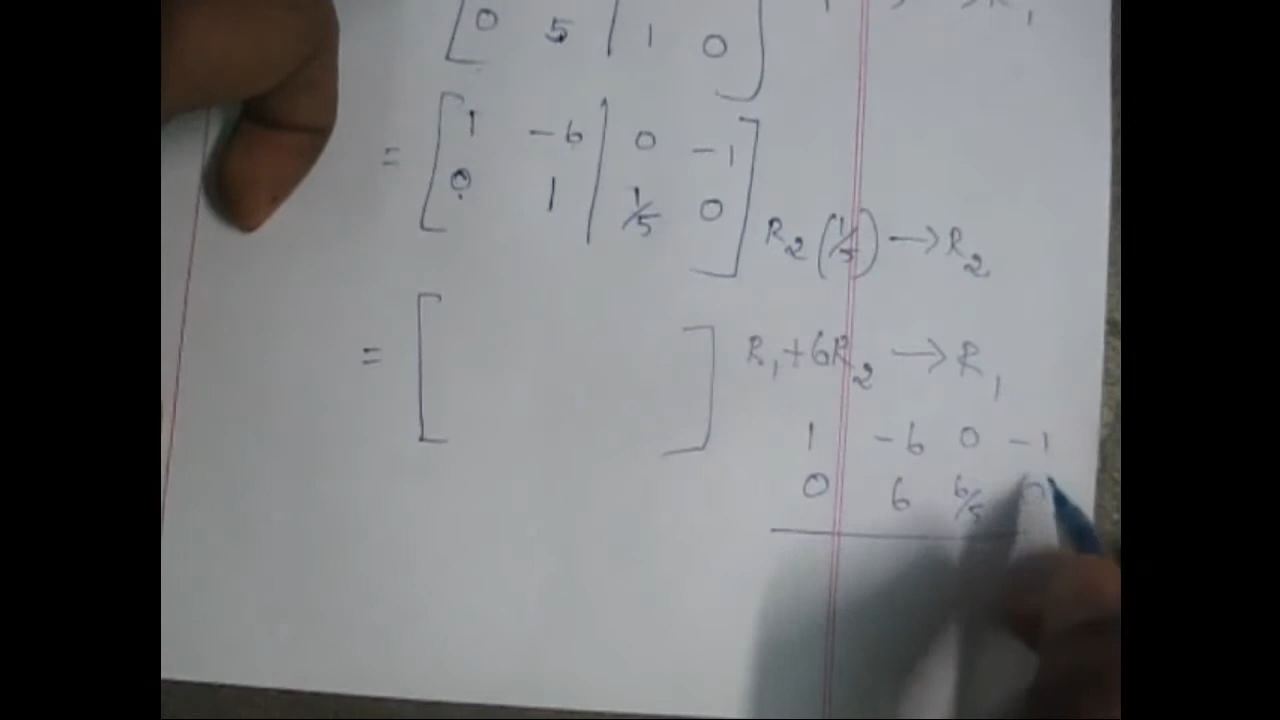 → R₁
0 5 | 1 0
= [ 1 -6 | 0 -1 ]
[ 0 1 | 1/5 0 ] R₂ (1/5) → R₂
= [ ] R₁+6R₂ → R₁
1 -6 0 -1
0 6 6/5 0